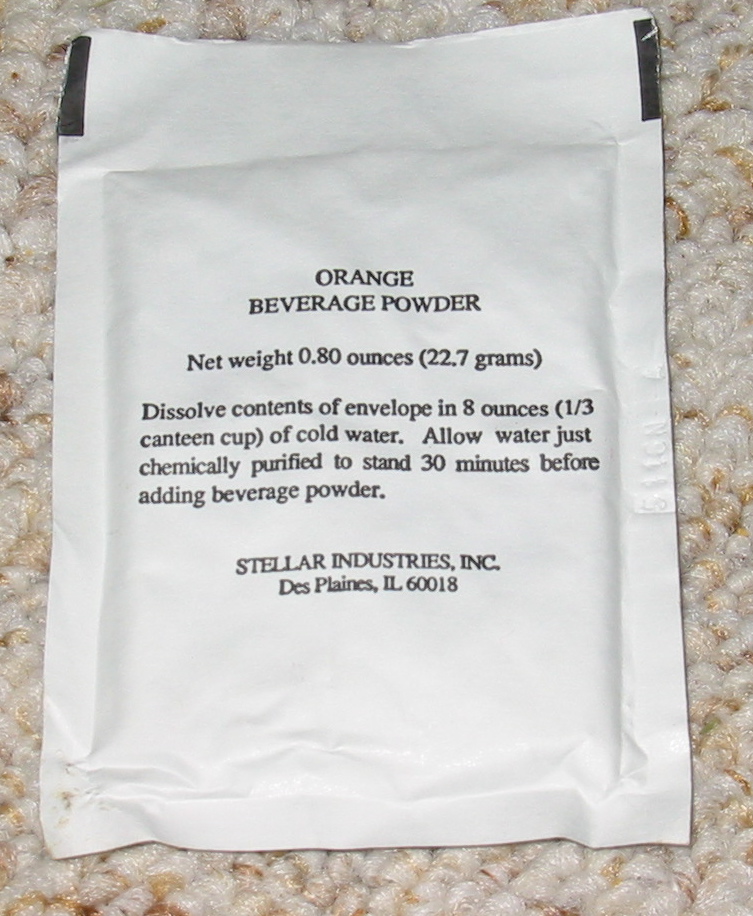 ORANGE
BEVERAGE POWDER
Net weight 0.80 ounces (22.7 grams)
Dissolve contents of envelope in 8 ounces (1/3
canteen cup) of cold water. Allow water just
chemically purified to stand 30 minutes before
adding beverage powder.
STELLAR INDUSTRIES, INC.
Des Plaines, IL 60018